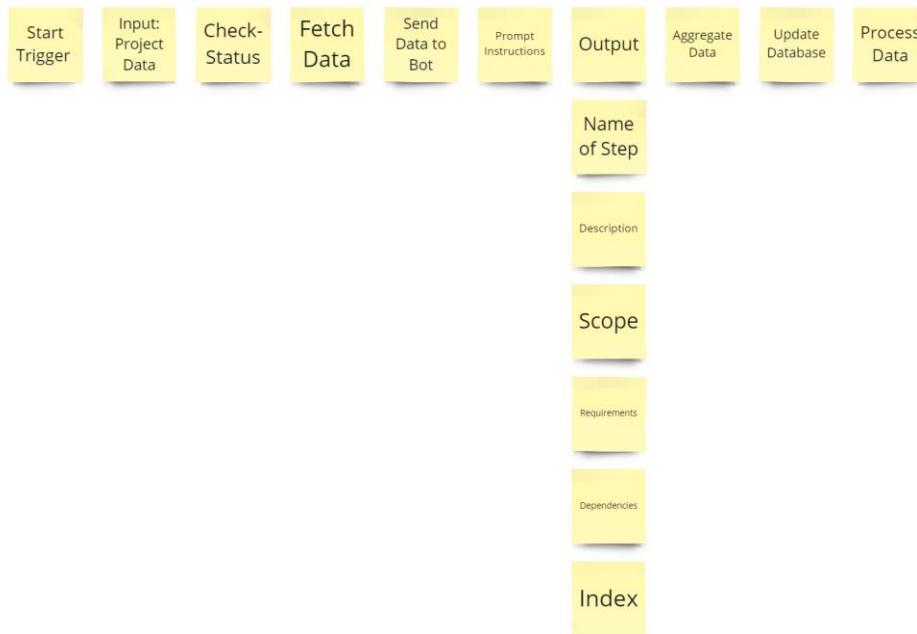 Start
Trigger
Input:
Project
Data
Check-
Status
Fetch
Data
Send
Data to
Bot
Prompt
Instructions
Output
Aggregate
Data
Update
Database
Process
Data
Name
of Step
Description
Scope
Requirements
Dependencies
Index